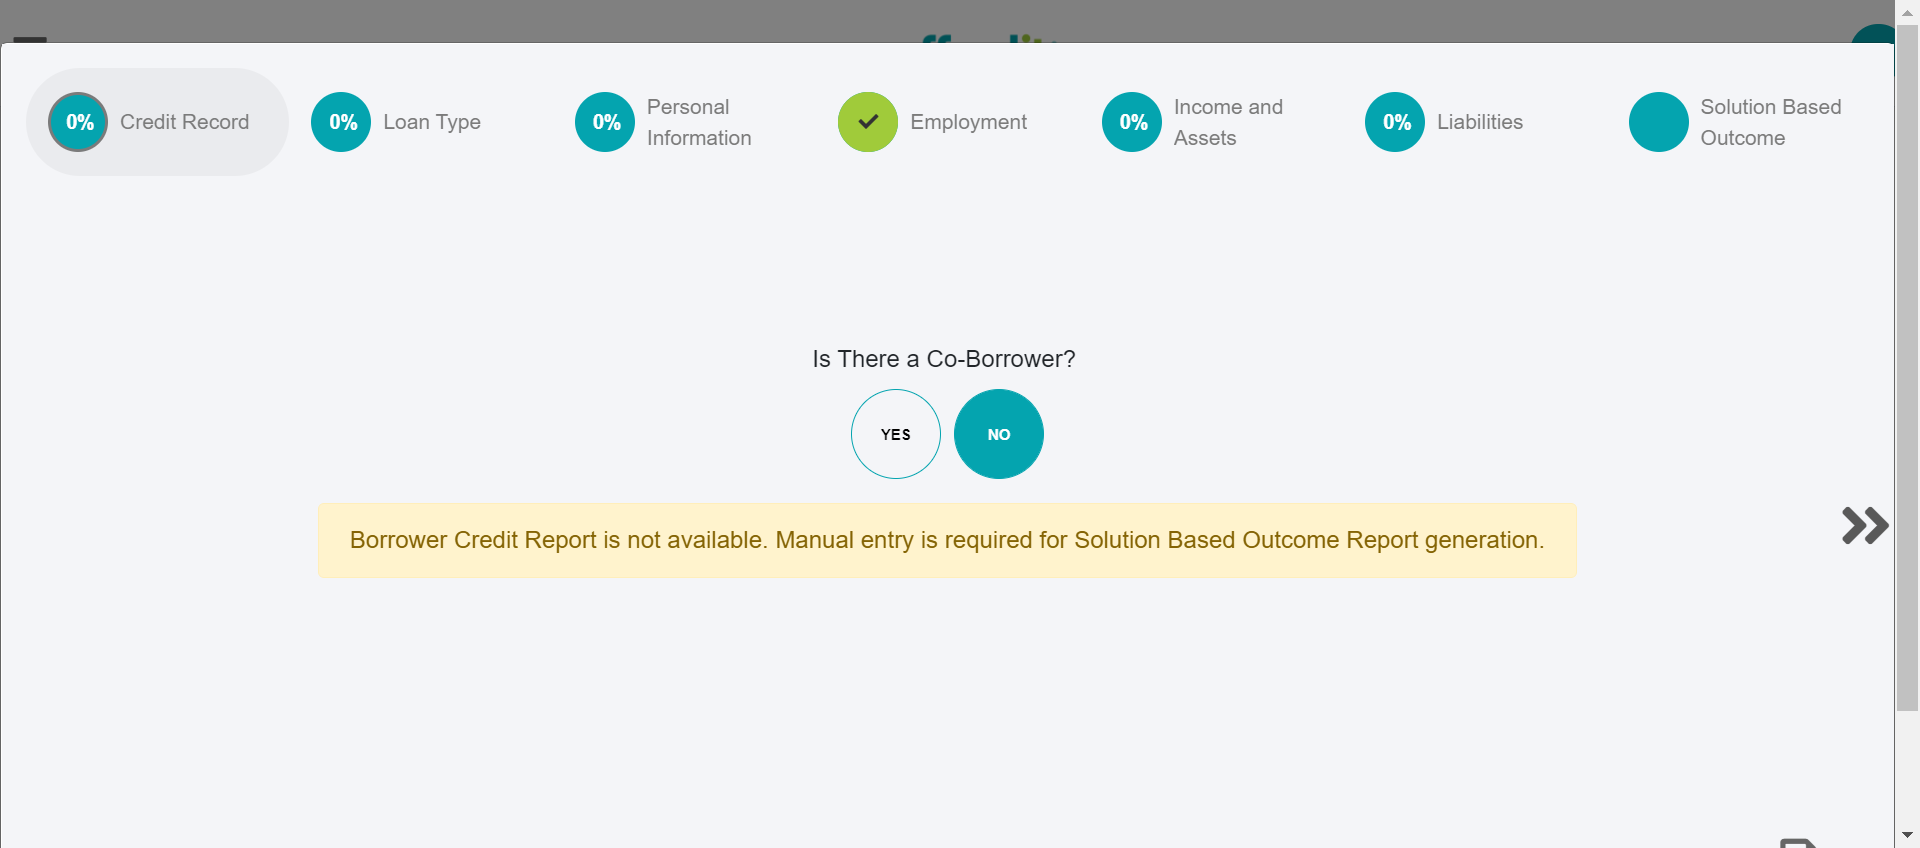 0% Credit Record
0% Loan Type
0% Personal Information
Employment
0% Income and Assets
0% Liabilities
Solution Based Outcome
Is There a Co-Borrower?
YES NO
Borrower Credit Report is not available. Manual entry is required for Solution Based Outcome Report generation.